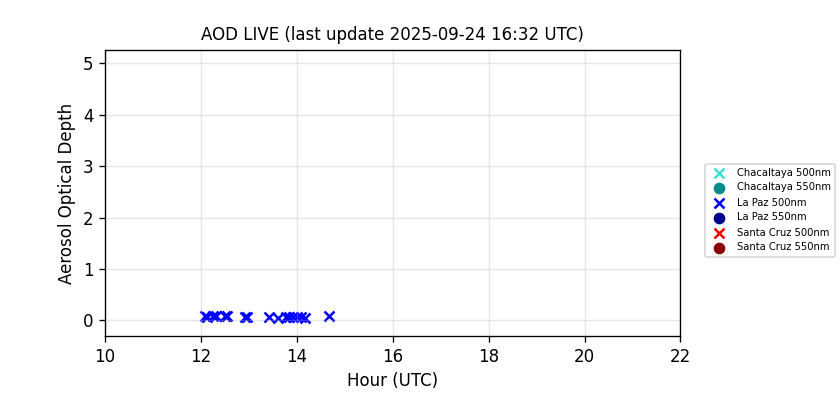 AOD LIVE (last update 2025-09-24 16:32 UTC)
Aerosol Optical Depth
5
4
3
2
1
0
10 12 14 16 18 20 22
Hour (UTC)
Chacaltaya 500nm
Chacaltaya 550nm
La Paz 500nm
La Paz 550nm
Santa Cruz 500nm
Santa Cruz 550nm